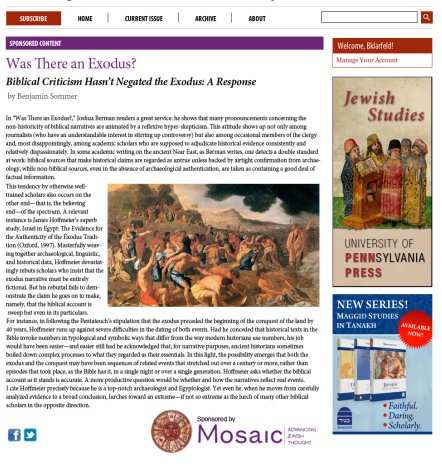 SUBSCRIBE
HOME
CURRENT ISSUE
ARCHIVE
ABOUT
SPONSORED CONTENT
Was There an Exodus?
Biblical Criticism Hasn't Negated the Exodus: A Response
by Benjamin Sommer
In "Was There an Exodus?," Joshua Berman renders a great service: he shows that many pronouncements concerning the
non-historicity of biblical narratives are animated by a reflexive hyper-skepticism. This attitude shows up not only among
journalists (who have an understandable interest in stirring up controversy) but also among occasional members of the clergy
and, most disappointingly, among academic scholars who are supposed to adjudicate historical evidence consistently and
relatively dispassionately. In some academic writing on the ancient Near East, as Berman writes, one detects a double standard
at work: biblical sources that make historical claims are regarded as untrue unless backed by airtight confirmation from archae-
ology, while non-biblical sources, even in the absence of archaeological authentication, are taken as containing a good deal of
factual information.
This tendency by otherwise well-
trained scholars also occurs on the
other end—that is, the believing
end—of the spectrum. A relevant
instance is James Hoffmeier's superb
study, Israel in Egypt: The Evidence for
the Authenticity of the Exodus Tradi-
tion (Oxford, 1997). Masterfully weav-
ing together archaeological, linguistic,
and historical data, Hoffmeier devastat-
ingly rebuts scholars who insist that the
exodus narrative must be entirely
fictional. But his rebuttal fails to dem-
onstrate the claim he goes on to make,
namely, that the biblical account is
sweep but even in its particulars.
For instance, in following the Pentateuch's stipulation that the exodus preceded the beginning of the conquest of the land by
40 years, Hoffmeier runs up against severe difficulties in the dating of both events. Had he conceded that historical texts in the
Bible invoke numbers in typological and symbolic ways that differ from the way modern historians use numbers, his job
would have been easier—and easier still had he acknowledged that, for narrative purposes, ancient historians sometimes
boiled down complex processes to what they regarded as their essentials. In this light, the possibility emerges that both the
exodus and the conquest may have been sequences of related events that stretched out over a century or more, rather than
episodes that took place, as the Bible has it, in a single night or over a single generation. Hoffmeier asks whether the biblical
account as it stands is accurate. A more productive question would be whether and how the narratives reflect real events.
I cite Hoffmeier precisely because he is a top-notch archaeologist and Egyptologist. Yet even he, when he moves from carefully
analyzed evidence to a broad conclusion, lurches to an extreme—if not so extreme as the lurch of many other biblical
scholars in the opposite direction.
Sponsored by
Mosaic
ADVANCING
JEWISH
THOUGHT
Welcome, Bklarfeld!
Manage Your Account
Jewish
Studies
UNIVERSITY OF
PENNSYLVANIA
PRESS
NEW SERIES!
MAGGID STUDIES
IN TANAKH
AVAILABLE
NOW!
• Faithful.
• Daring.
• Scholarly.